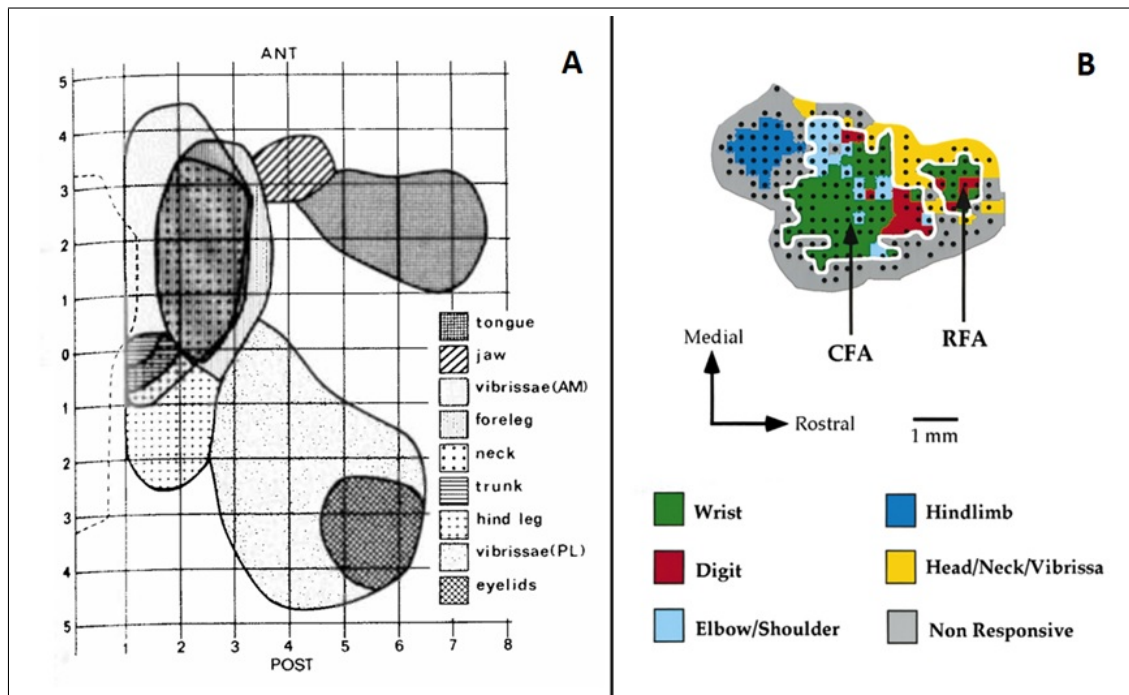 A
ANT
5
4
3
2
1
0
1
2
3
4
5
1 2 3 4 5 6 7 8
POST
tongue
jaw
vibrissae(AM)
foreleg
neck
trunk
hind leg
vibrissae(PL)
eyelids
B
CFA
RFA
Medial
Rostral
1 mm
Wrist
Digit
Elbow/Shoulder
Hindlimb
Head/Neck/Vibrissa
Non Responsive